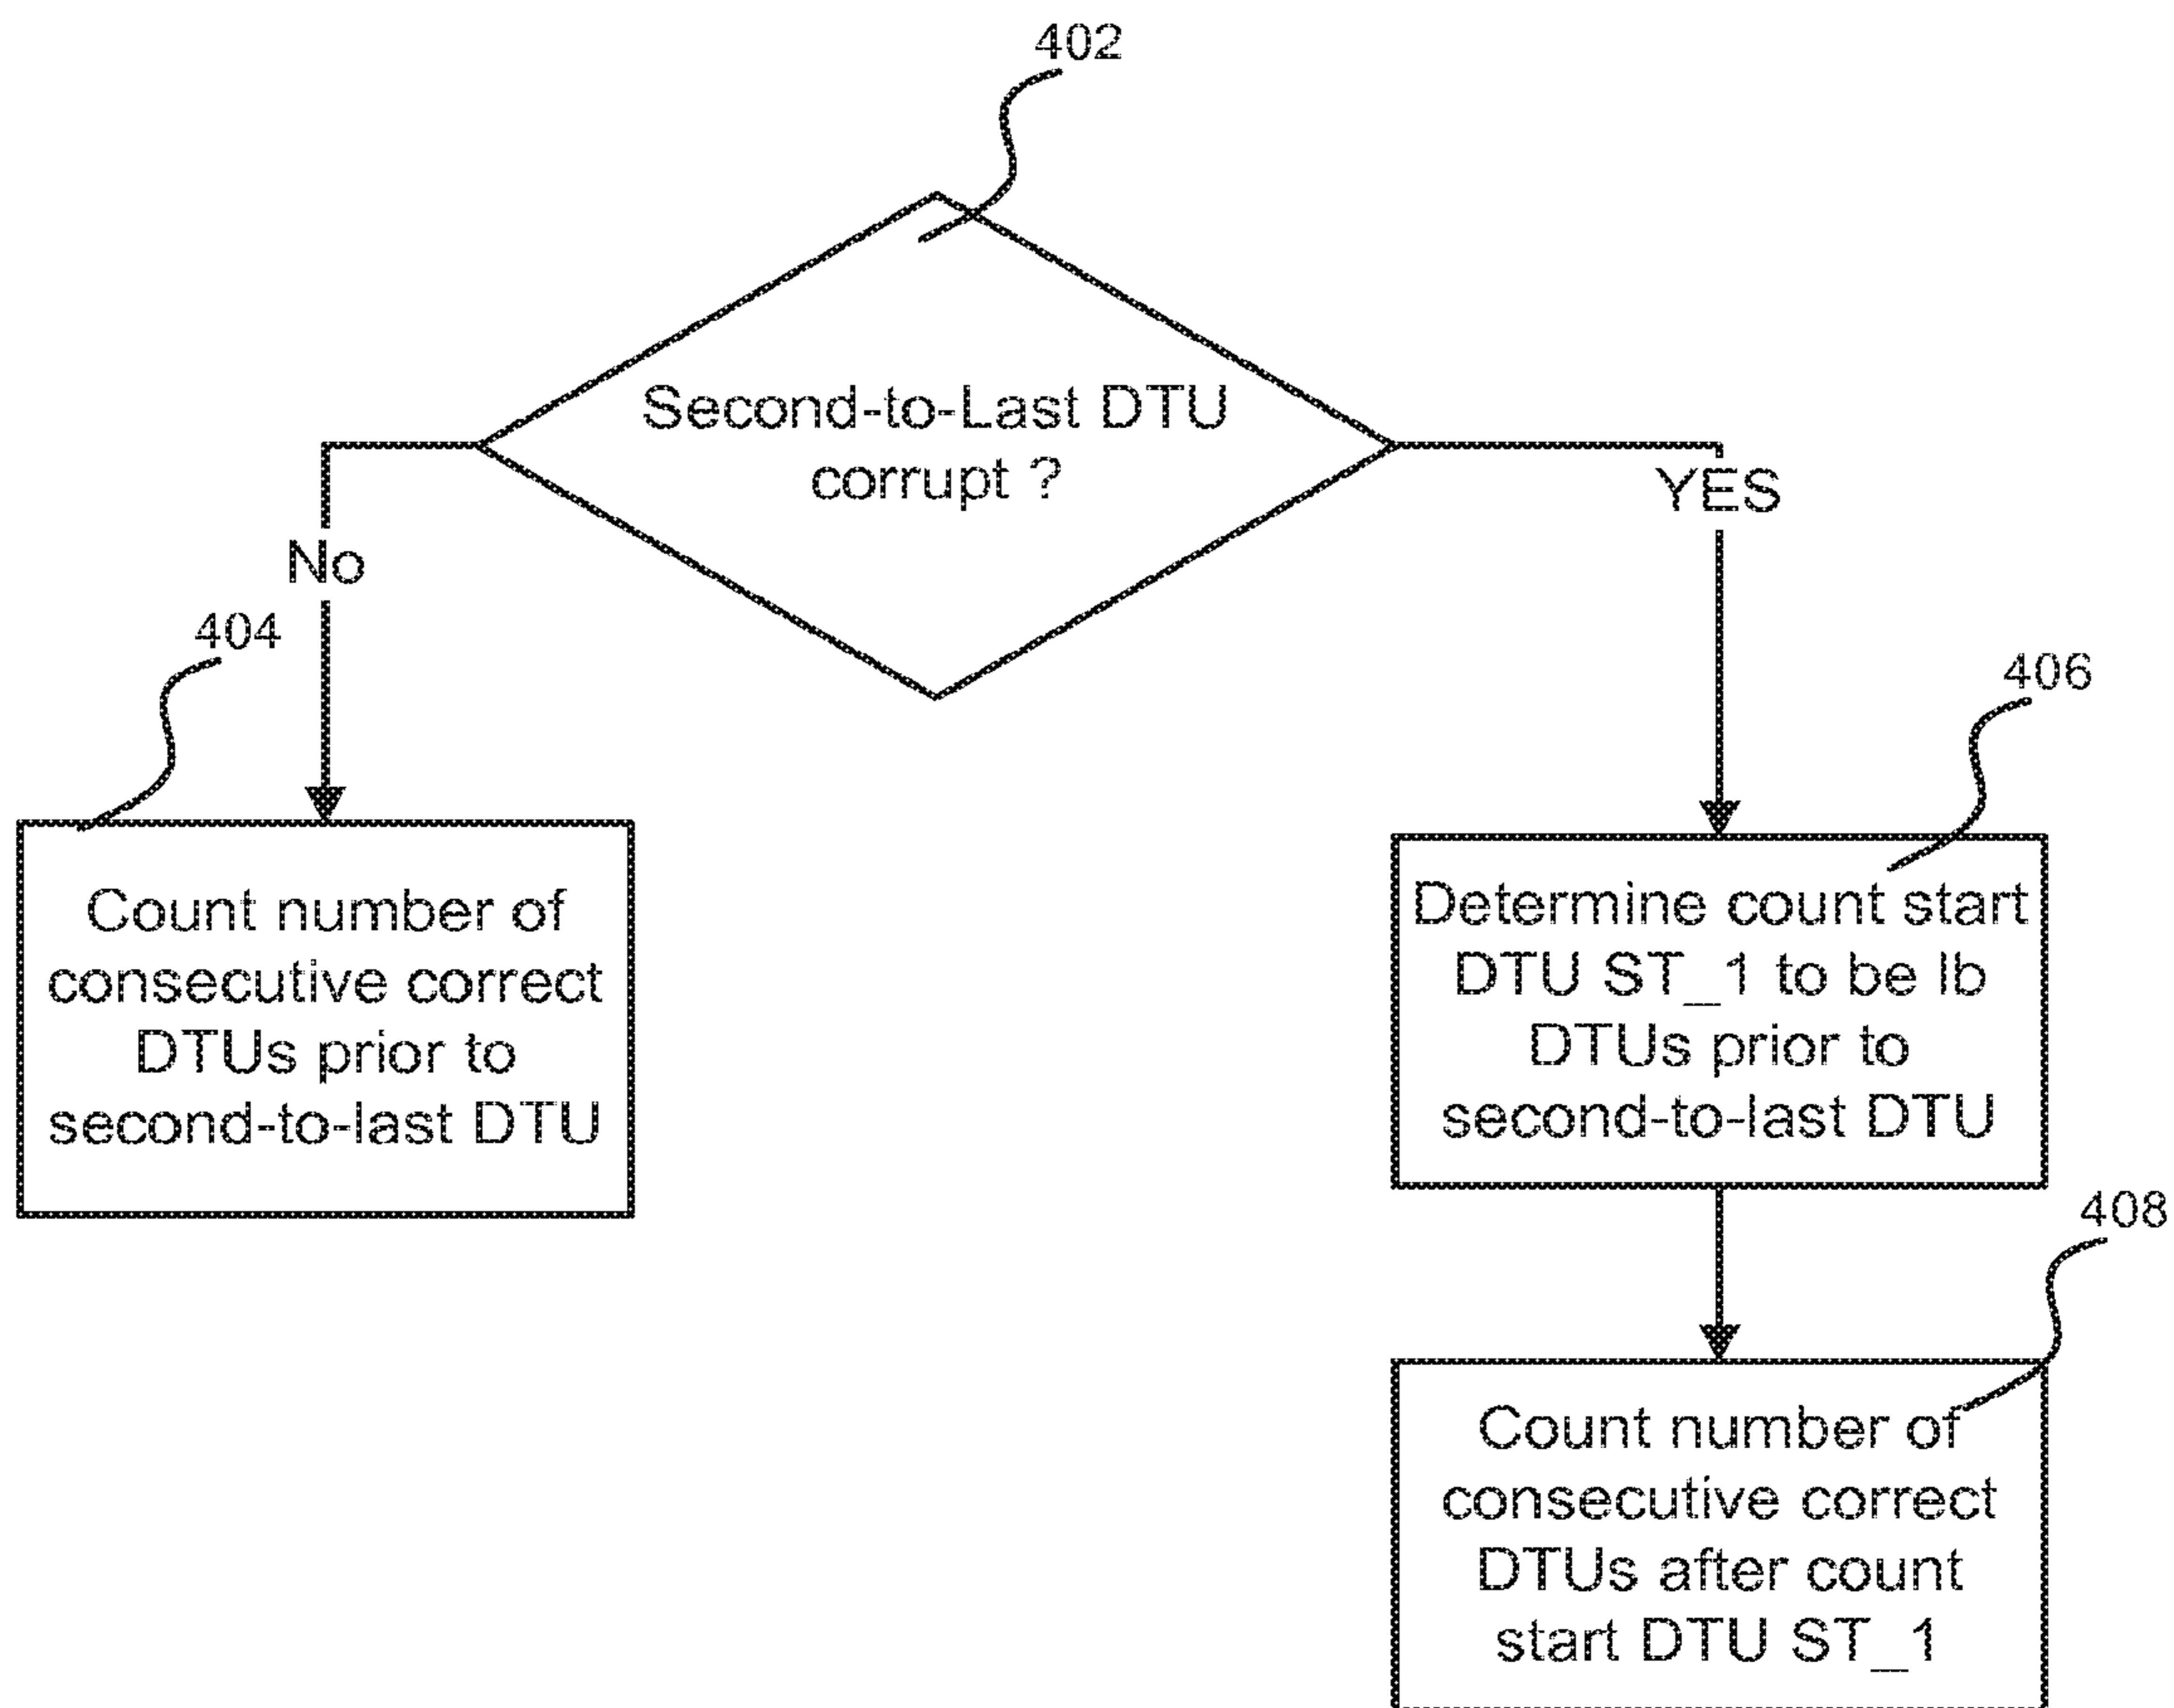 402
Second-to-Last DTU
corrupt ?
No
YES
404
Count number of
consecutive correct
DTUs prior to
second-to-last DTU
406
Determine count start
DTU ST_1 to be lb
DTUs prior to
second-to-last DTU
408
Count number of
consecutive correct
DTUs after count
start DTU ST_1